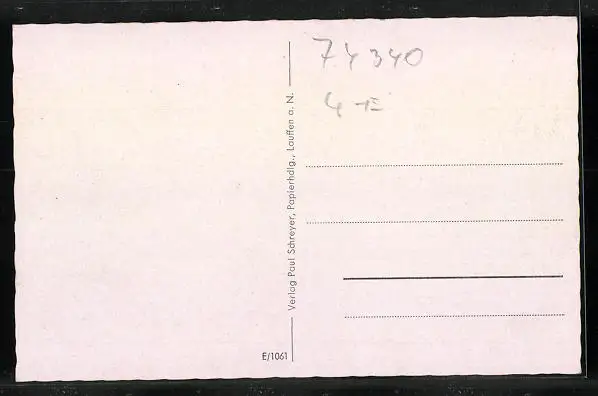 74340
4 -
Verlag Paul Schreyer, Papierhdlg., Lauffen a. N.
E/1061